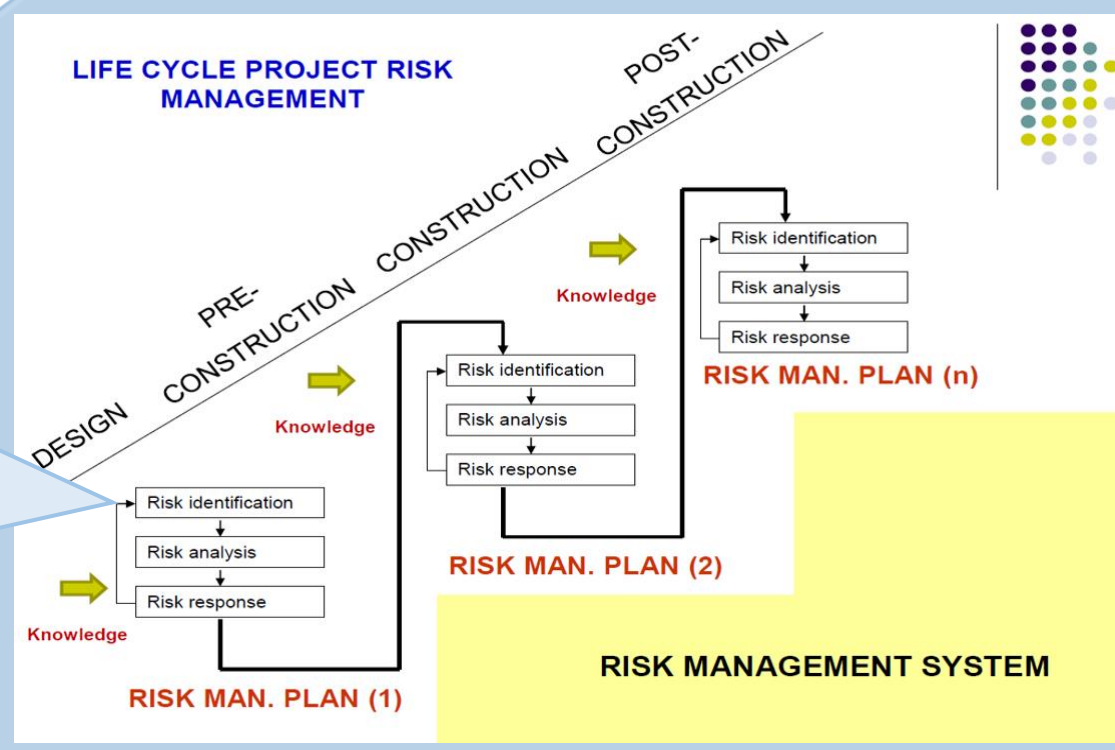 LIFE CYCLE PROJECT RISK
MANAGEMENT
DESIGN
PRE-
CONSTRUCTION
CONSTRUCTION
POST-
CONSTRUCTION
Knowledge
Risk identification
Risk analysis
Risk response
RISK MAN. PLAN (1)
Knowledge
Risk identification
Risk analysis
Risk response
RISK MAN. PLAN (2)
Knowledge
Risk identification
Risk analysis
Risk response
RISK MAN. PLAN (n)
RISK MANAGEMENT SYSTEM